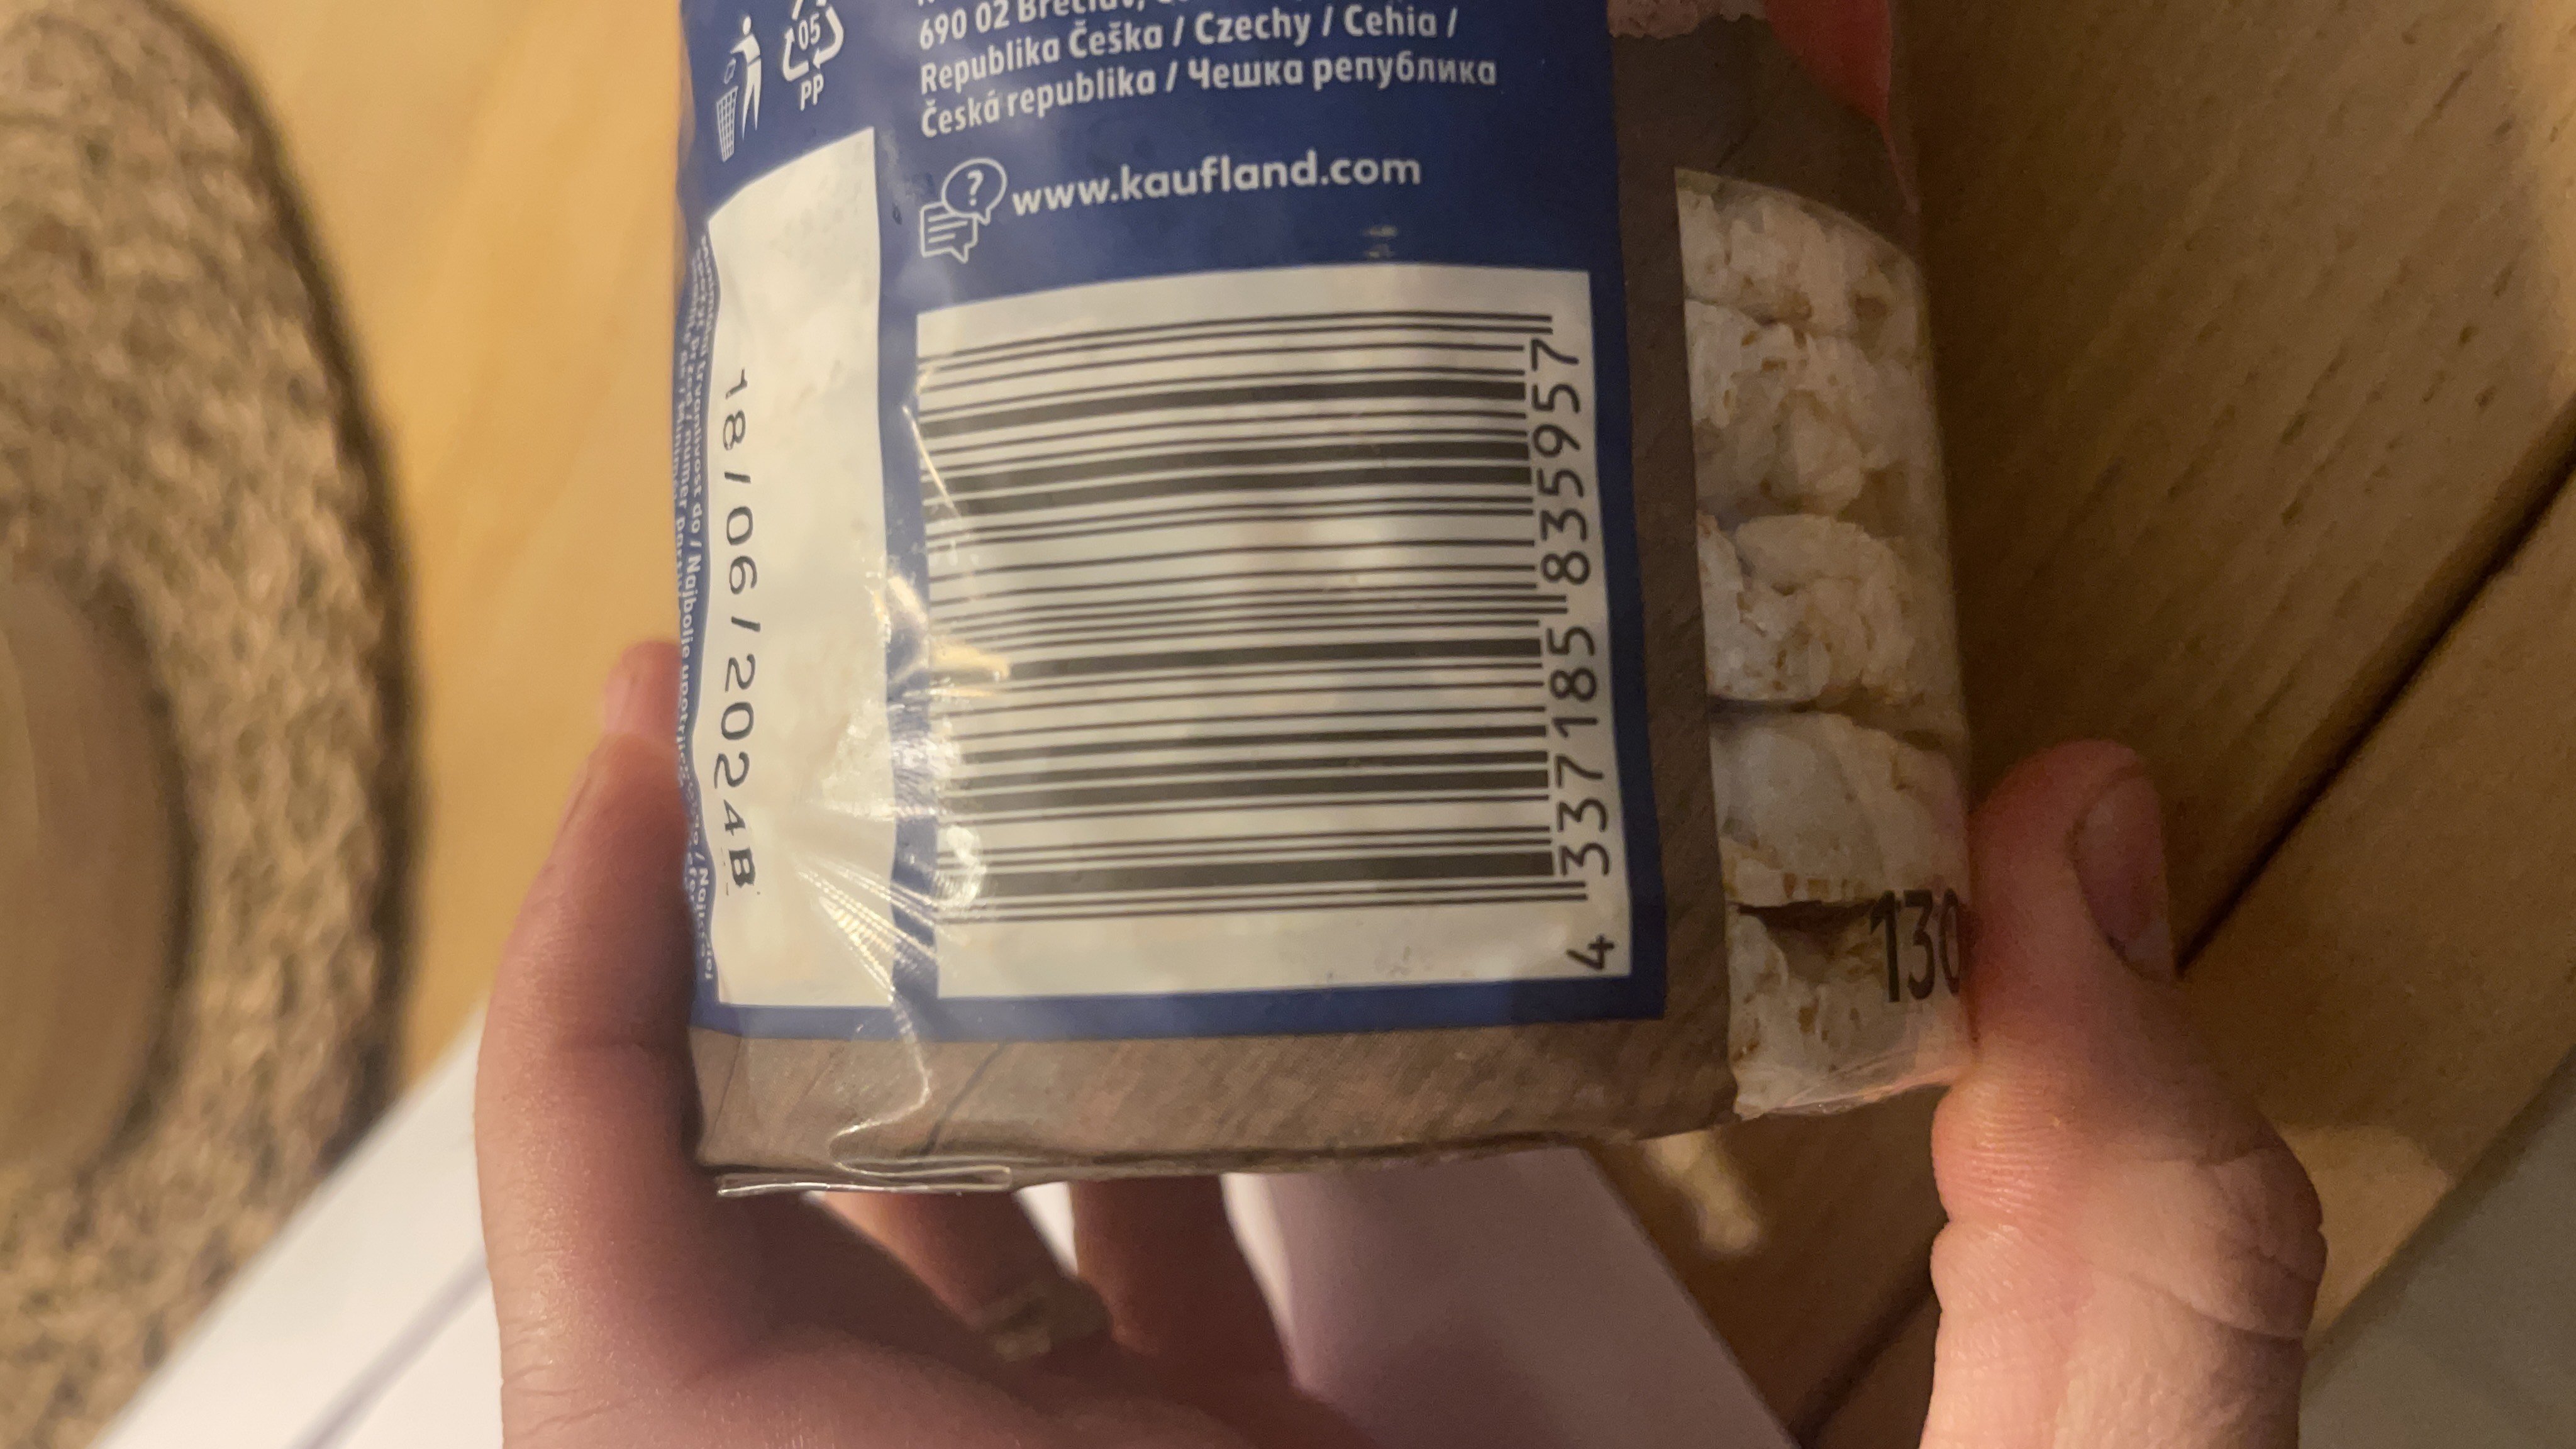 05
PP
690 02
Republika Češka / Czechy / Cehia /
Česká republika / Чешка република
?
www.kaufland.com
18/06/2024B
4 337185 835957
130